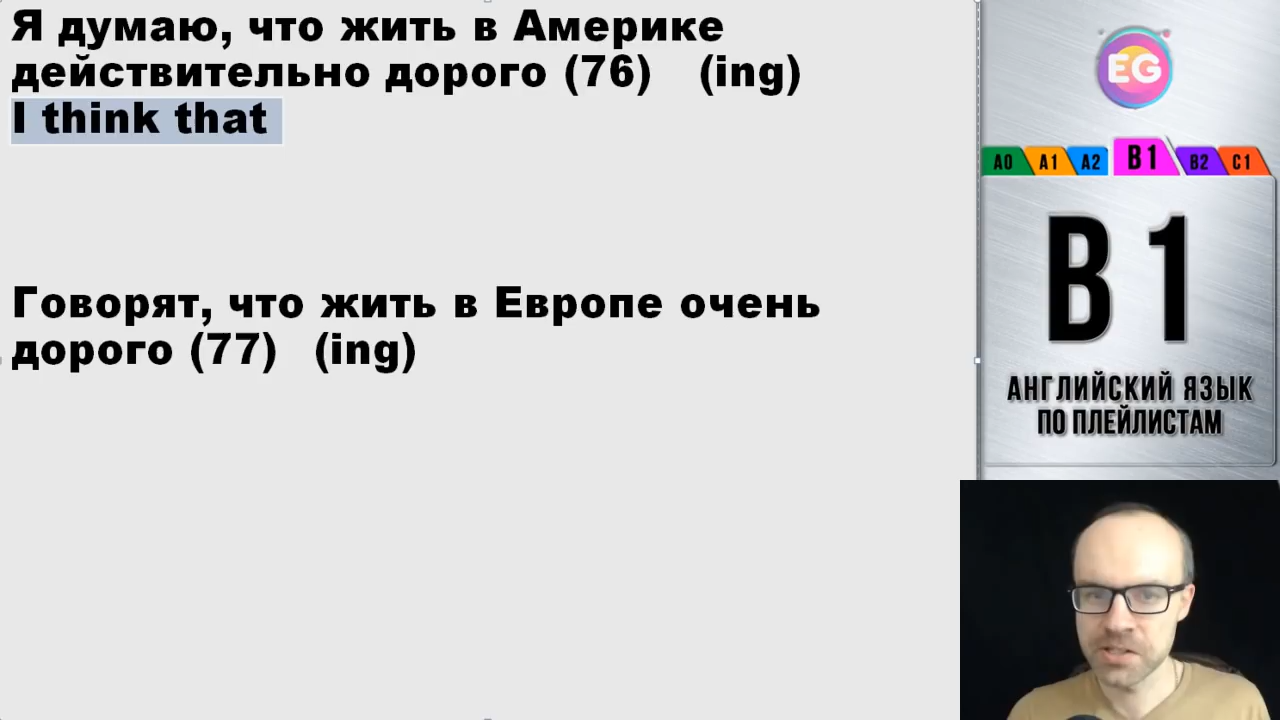 Я думаю, что жить в Америке
действительно дорого (76) (ing)
I think that
Говорят, что жить в Европе очень
дорого (77) (ing)
EG
A0 A1 A2 B1 B2 C1
B1
АНГЛИЙСКИЙ ЯЗЫК
ПО ПЛЕЙЛИСТАМ